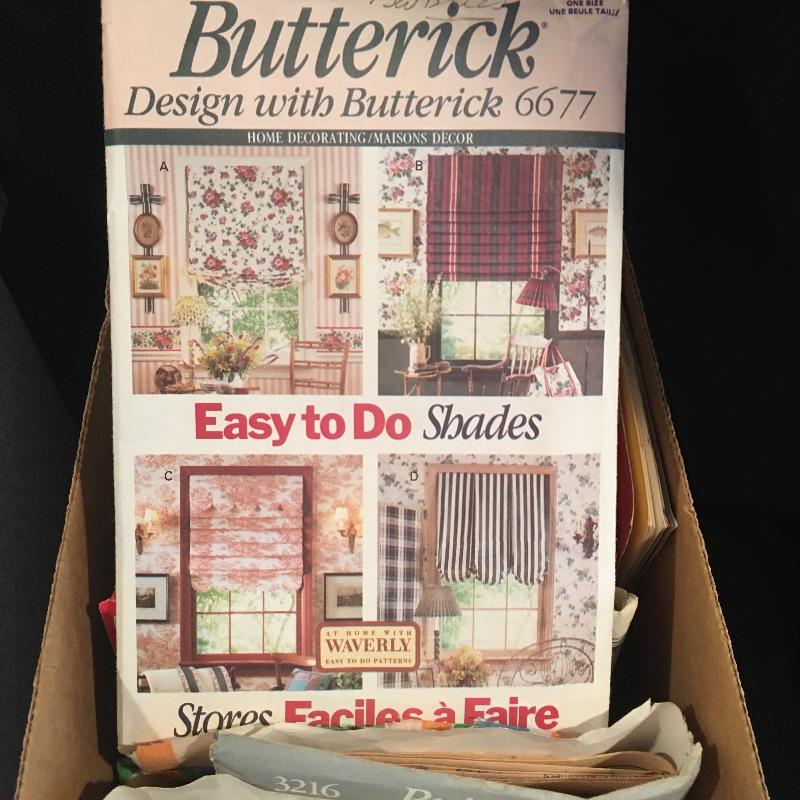 ONE SIZE
UNE SEULE TAILLE
Butterick®
Design with Butterick 6677
HOME DECORATING/MAISONS DECOR
A
B
Easy to Do Shades
C
D
AT HOME WITH
WAVERLY
EASY TO DO PATTERNS
Stores Faciles à Faire
3216